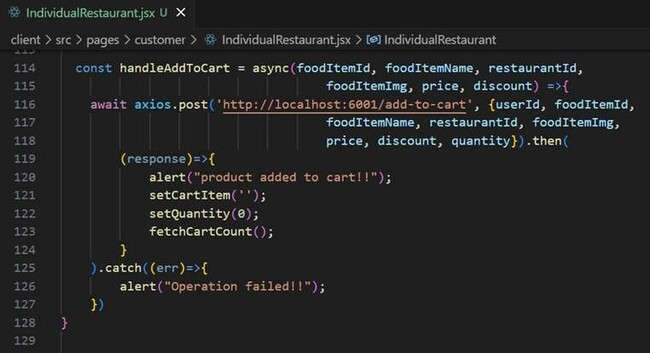 IndividualRestaurant.jsx U
client > src > pages > customer > IndividualRestaurant.jsx > IndividualRestaurant
114 const handleAddToCart = async(foodItemId, foodItemName, restaurantId,
115 foodItemImg, price, discount) =>{
116 await axios.post('http://localhost:6001/add-to-cart', {userId, foodItemId,
117 foodItemName, restaurantId, foodItemImg,
118 price, discount, quantity}).then(
119 (response)=>{
120 alert("product added to cart!!");
121 setCartItem('');
122 setQuantity(0);
123 fetchCartCount();
124 }
125 ).catch((err)=>{
126 alert("Operation failed!!");
127 })
128 }
129